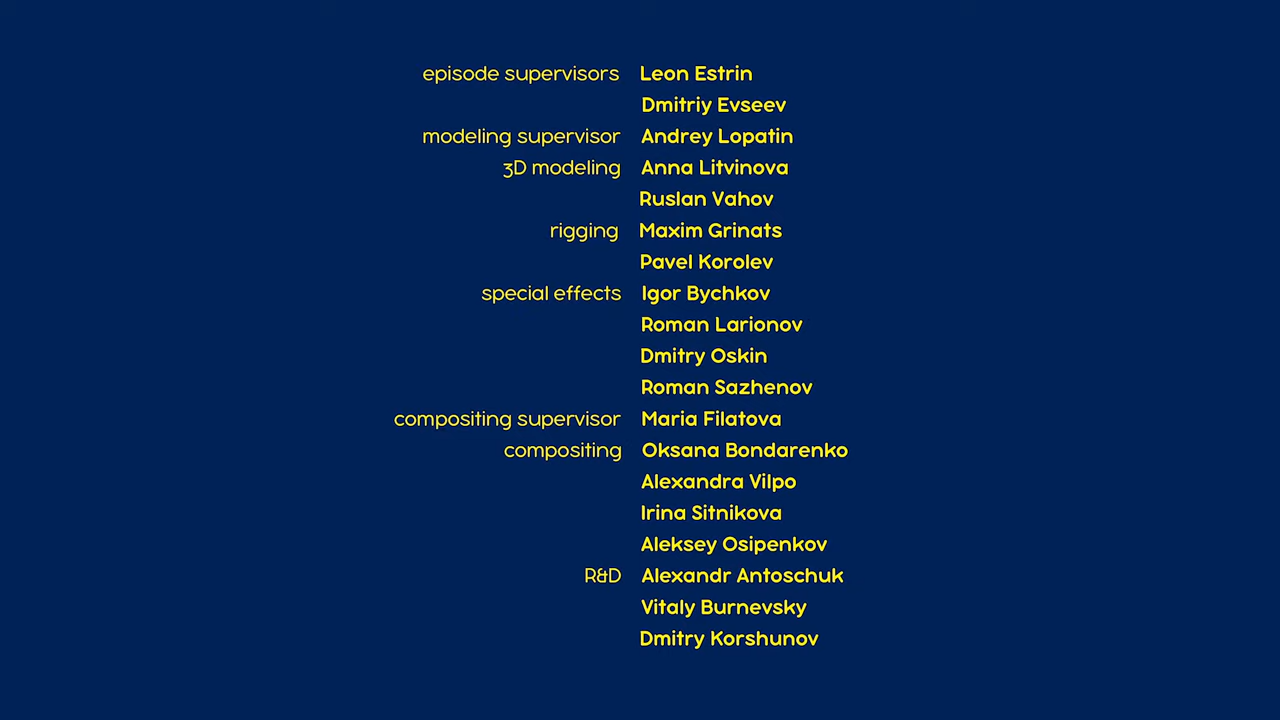 episode supervisors Leon Estrin
Dmitriy Evseev
modeling supervisor Andrey Lopatin
3D modeling Anna Litvinova
Ruslan Vahov
rigging Maxim Grinats
Pavel Korolev
special effects Igor Bychkov
Roman Larionov
Dmitry Oskin
Roman Sazhenov
compositing supervisor Maria Filatova
compositing Oksana Bondarenko
Alexandra Vilpo
Irina Sitnikova
Aleksey Osipenkov
R&D Alexandr Antoschuk
Vitaly Burnevsky
Dmitry Korshunov